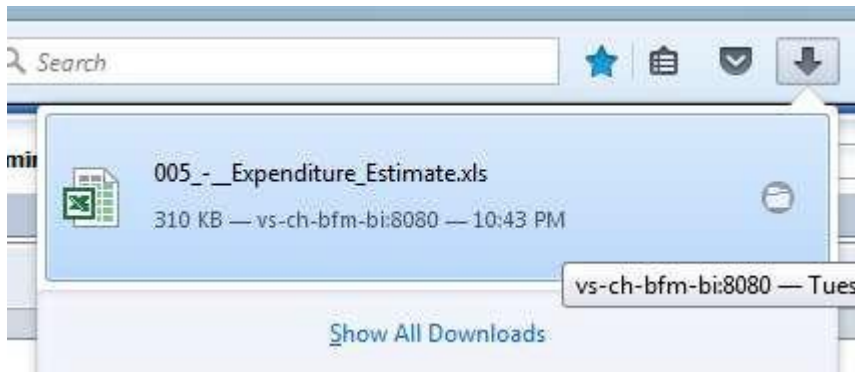 Search
min
005_-__Expenditure_Estimate.xls
310 KB — vs-ch-bfm-bi:8080 — 10:43 PM
vs-ch-bfm-bi:8080 — Tues
Show All Downloads